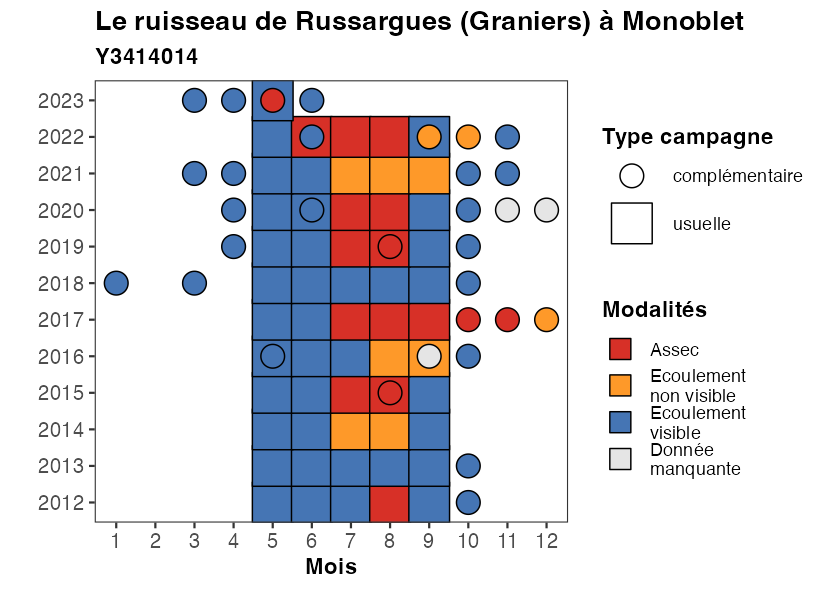 Le ruisseau de Russargues (Graniers) à Monoblet
Y3414014
2023
2022
2021
2020
2019
2018
2017
2016
2015
2014
2013
2012
1 2 3 4 5 6 7 8 9 10 11 12
Mois
Type campagne
complémentaire
usuelle
Modalités
Assec
Ecoulement
non visible
Ecoulement
visible
Donnée
manquante